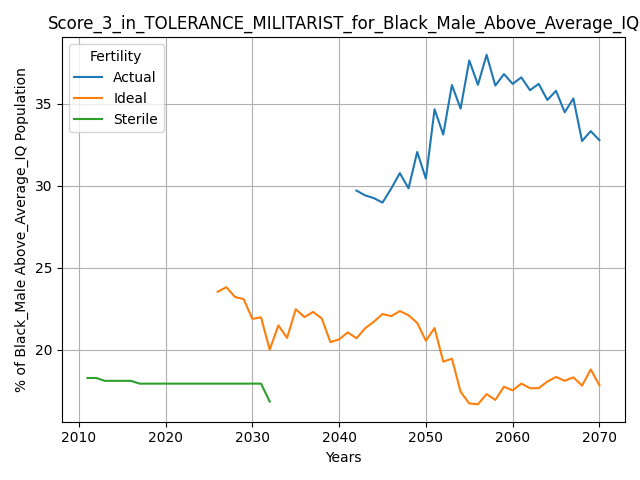 Score_3_in_TOLERANCE_MILITARIST_for_Black_Male_Above_Average_IQ
Fertility
Actual
Ideal
Sterile
% of Black_Male Above_Average_IQ Population
35
30
25
20
2010 2020 2030 2040 2050 2060 2070
Years